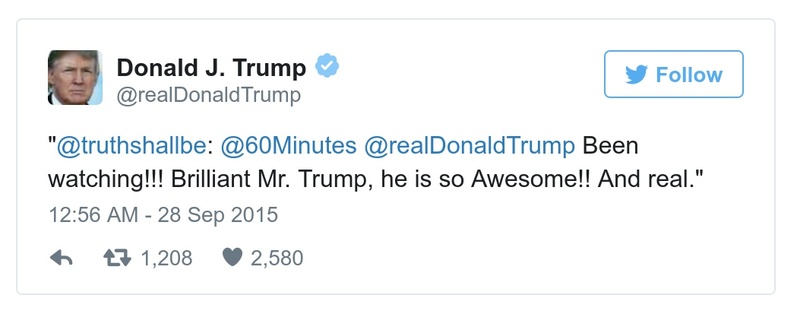 Donald J. Trump
@realDonaldTrump
Follow
"@truthshallbe: @60Minutes @realDonaldTrump Been
watching!!! Brilliant Mr. Trump, he is so Awesome!! And real."
12:56 AM - 28 Sep 2015
1,208 2,580